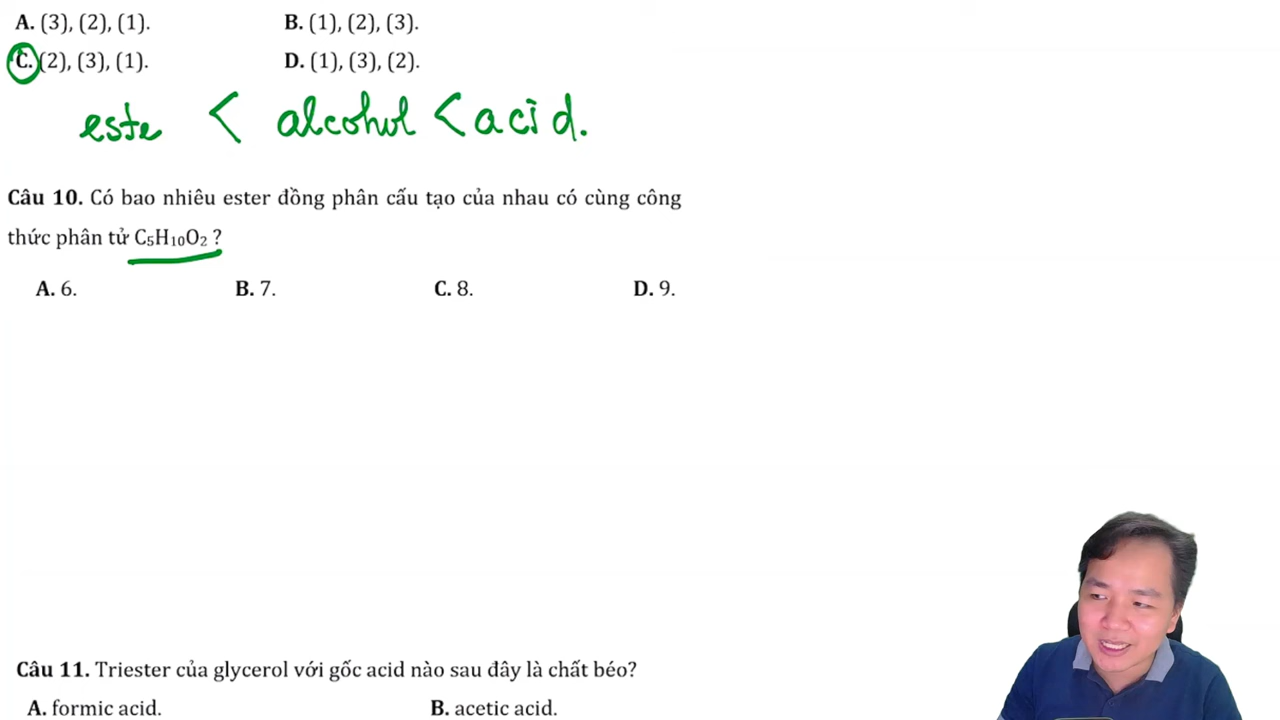 A. (3), (2), (1). B. (1), (2), (3).
C. (2), (3), (1). D. (1), (3), (2).
este < alcohol < acid.
Câu 10. Có bao nhiêu ester đồng phân cấu tạo của nhau có cùng công
thức phân tử C₅H₁₀O₂ ?
A. 6. B. 7. C. 8. D. 9.
Câu 11. Triester của glycerol với gốc acid nào sau đây là chất béo?
A. formic acid. B. acetic acid.